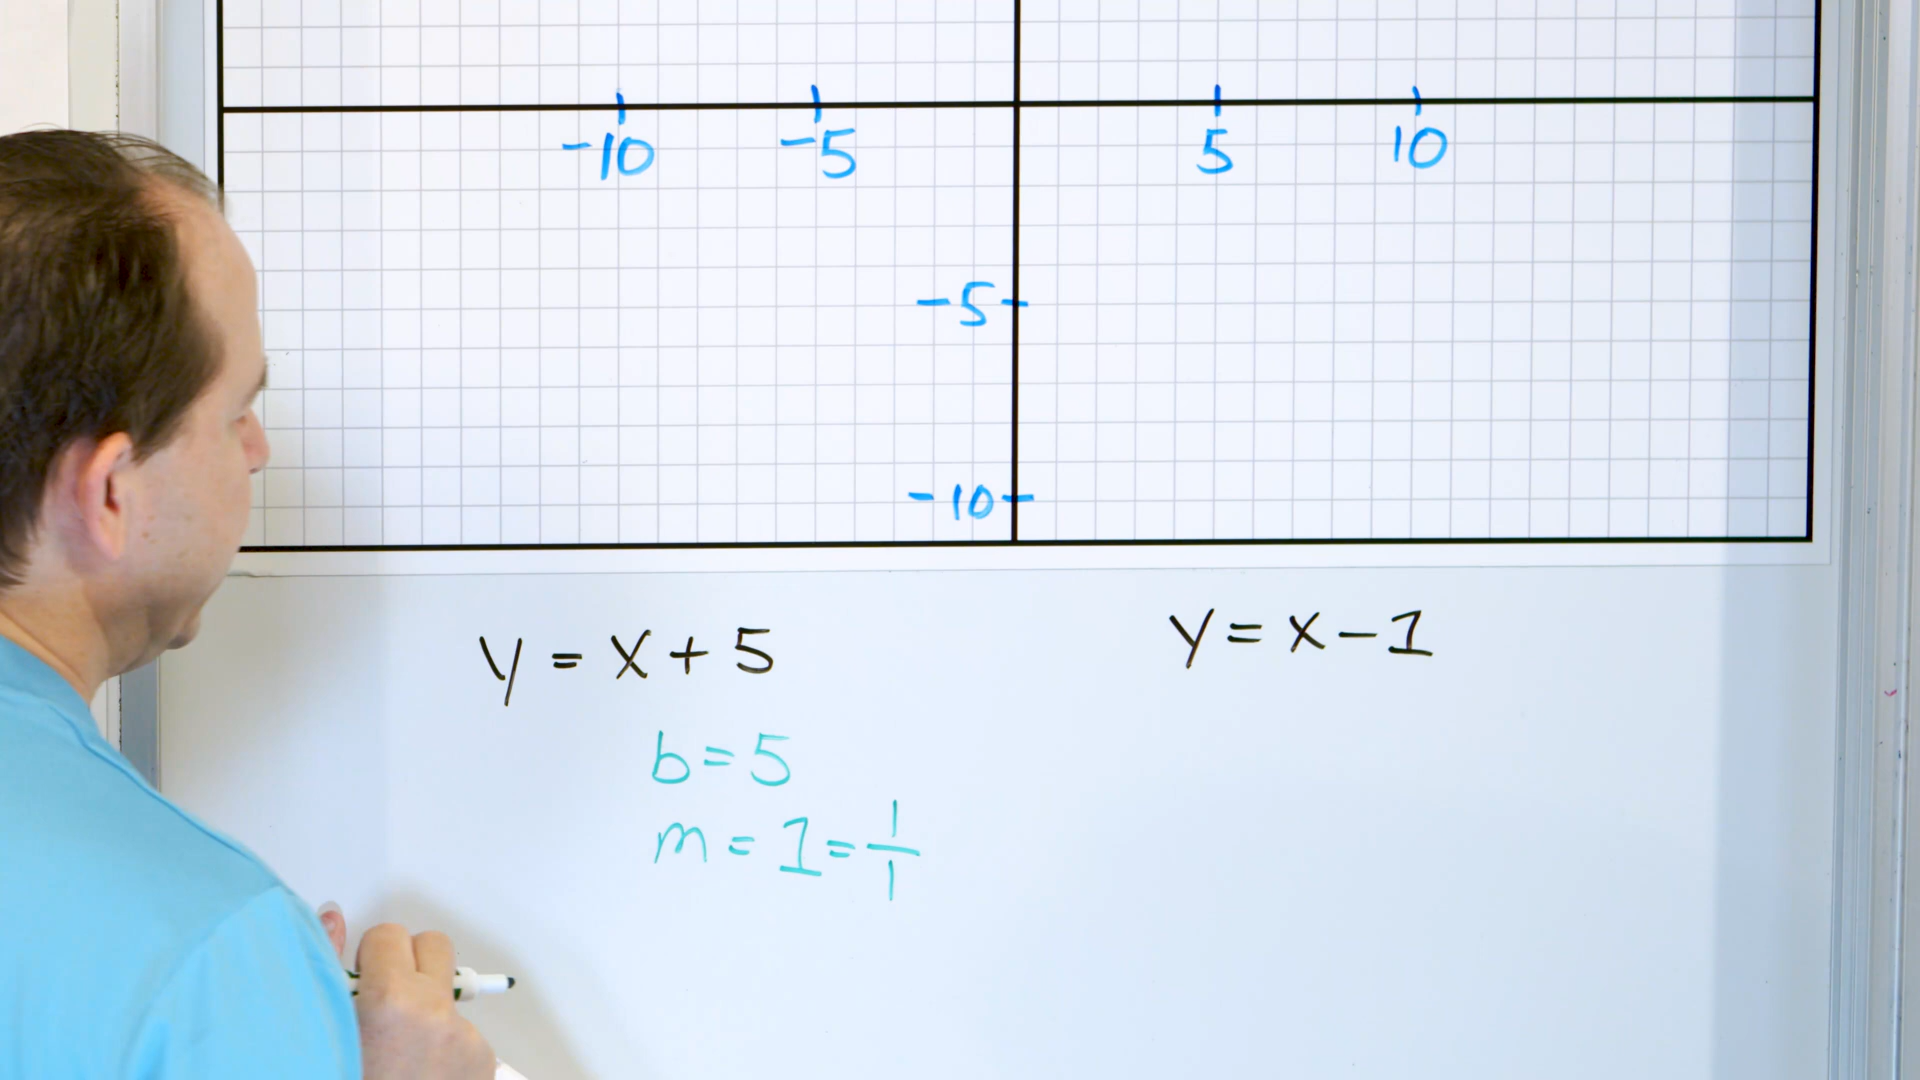 -10 -5 5 10
-5
-10
y = x + 5
y = x - 1
b = 5
m = 1 = 1/1